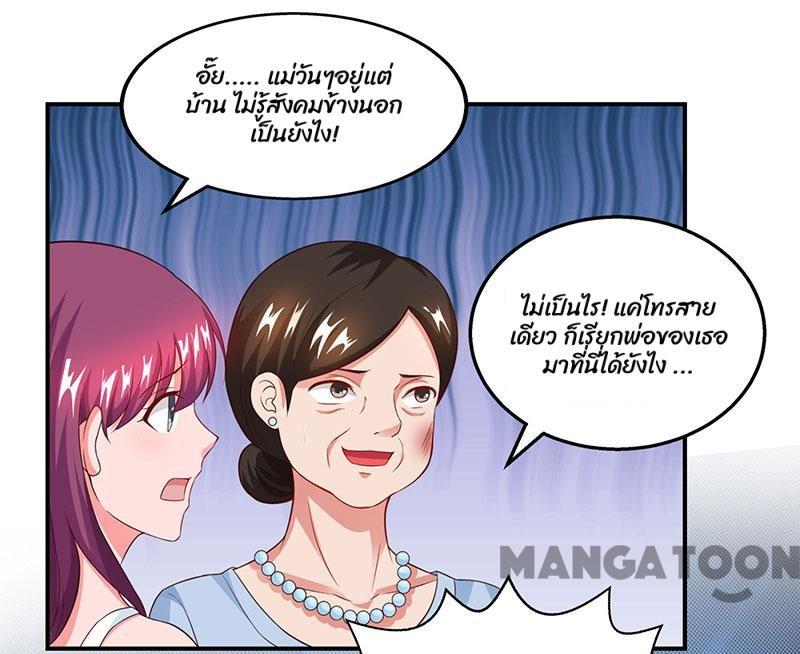 อั๊ย..... แม่วันๆอยู่แต่
บ้าน ไม่รู้สังคมข้างนอก
เป็นยังไง!
ไม่เป็นไร! แค่โทรสาย
เดียว ก็เรียกพ่อของเธอ
มาที่นี่ได้ยังไง ...
MANGATOON